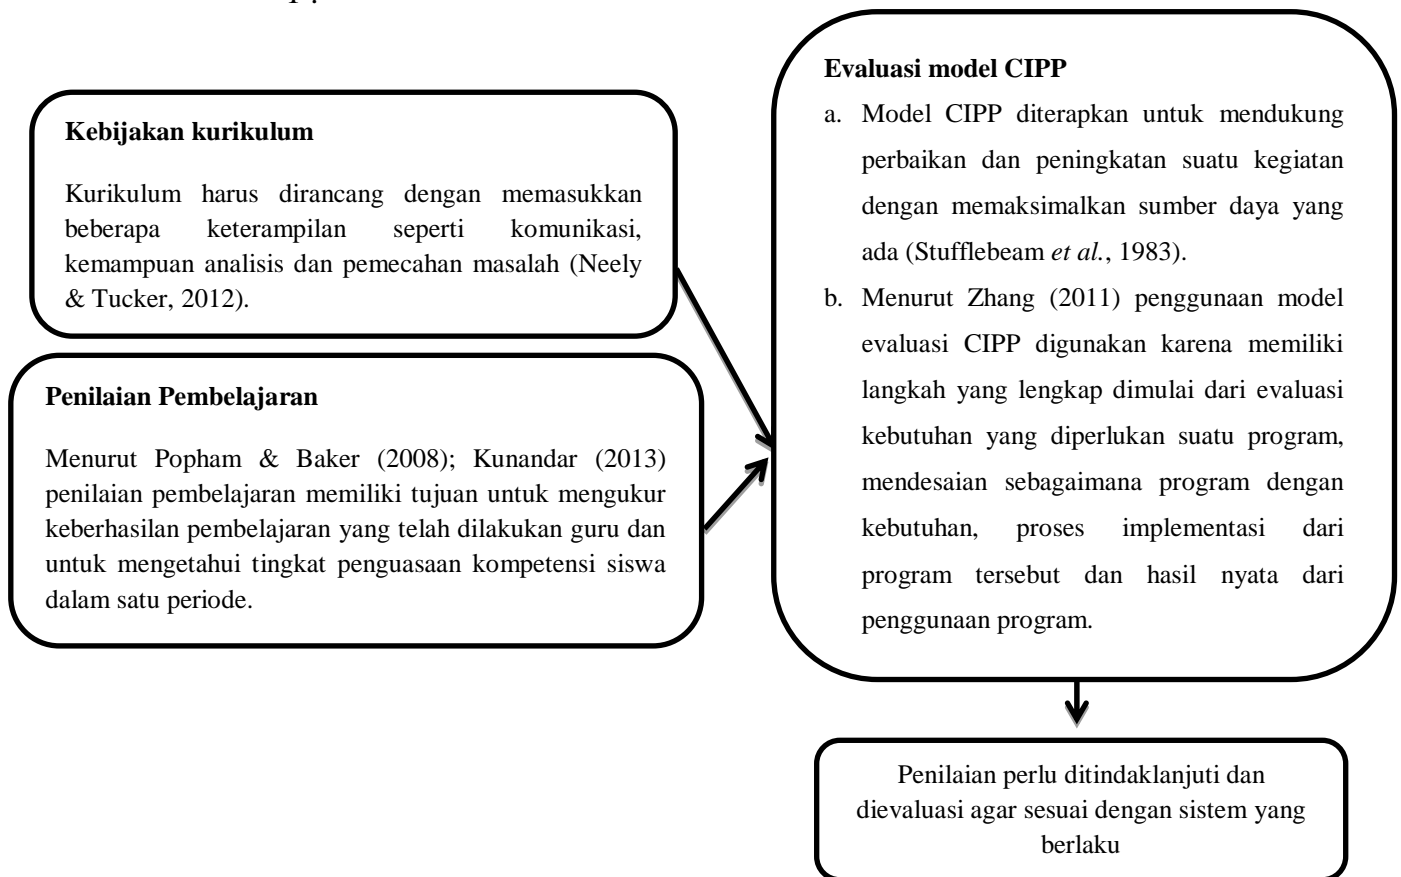 Kebijakan kurikulum
Kurikulum harus dirancang dengan memasukkan
beberapa keterampilan seperti komunikasi,
kemampuan analisis dan pemecahan masalah (Neely
& Tucker, 2012).
Penilaian Pembelajaran
Menurut Popham & Baker (2008); Kunandar (2013)
penilaian pembelajaran memiliki tujuan untuk mengukur
keberhasilan pembelajaran yang telah dilakukan guru dan
untuk mengetahui tingkat penguasaan kompetensi siswa
dalam satu periode.
Evaluasi model CIPP
a. Model CIPP diterapkan untuk mendukung
perbaikan dan peningkatan suatu kegiatan
dengan memaksimalkan sumber daya yang
ada (Stufflebeam et al., 1983).
b. Menurut Zhang (2011) penggunaan model
evaluasi CIPP digunakan karena memiliki
langkah yang lengkap dimulai dari evaluasi
kebutuhan yang diperlukan suatu program,
mendesaian sebagaimana program dengan
kebutuhan, proses implementasi dari
program tersebut dan hasil nyata dari
penggunaan program.
Penilaian perlu ditindaklanjuti dan
dievaluasi agar sesuai dengan sistem yang
berlaku